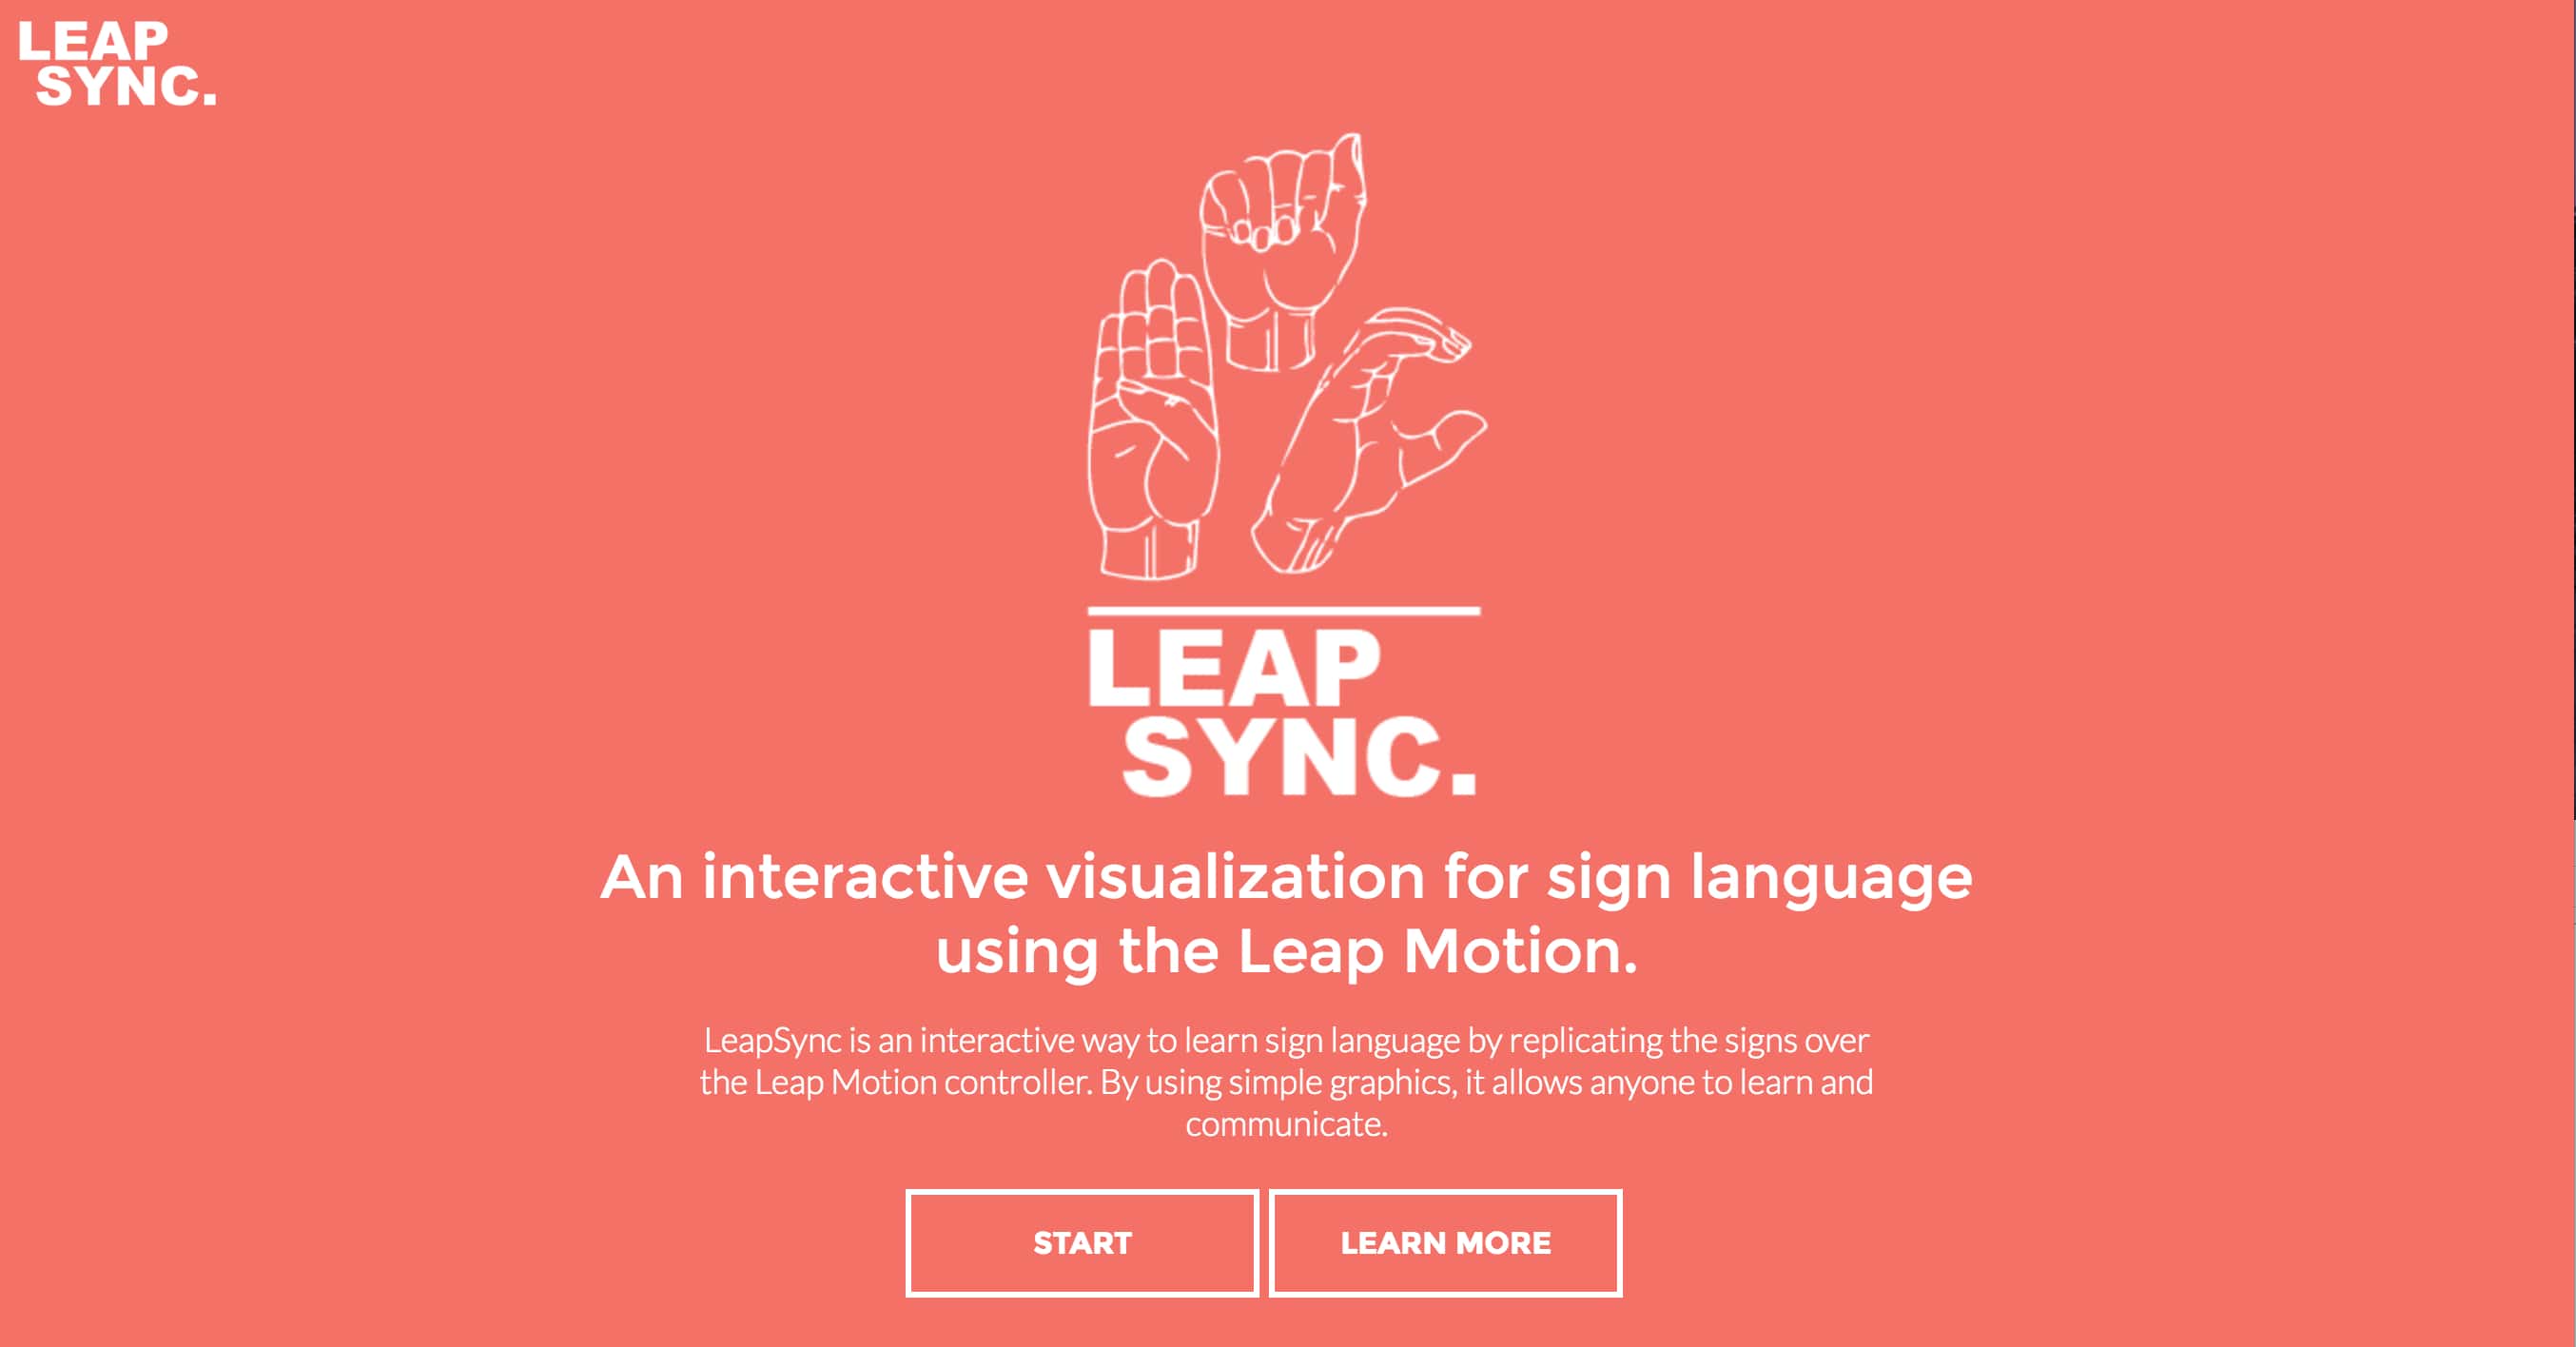 LEAP
SYNC.
LEAP
SYNC.
An interactive visualization for sign language
using the Leap Motion.
LeapSync is an interactive way to learn sign language by replicating the signs over
the Leap Motion controller. By using simple graphics, it allows anyone to learn and
communicate.
START
LEARN MORE